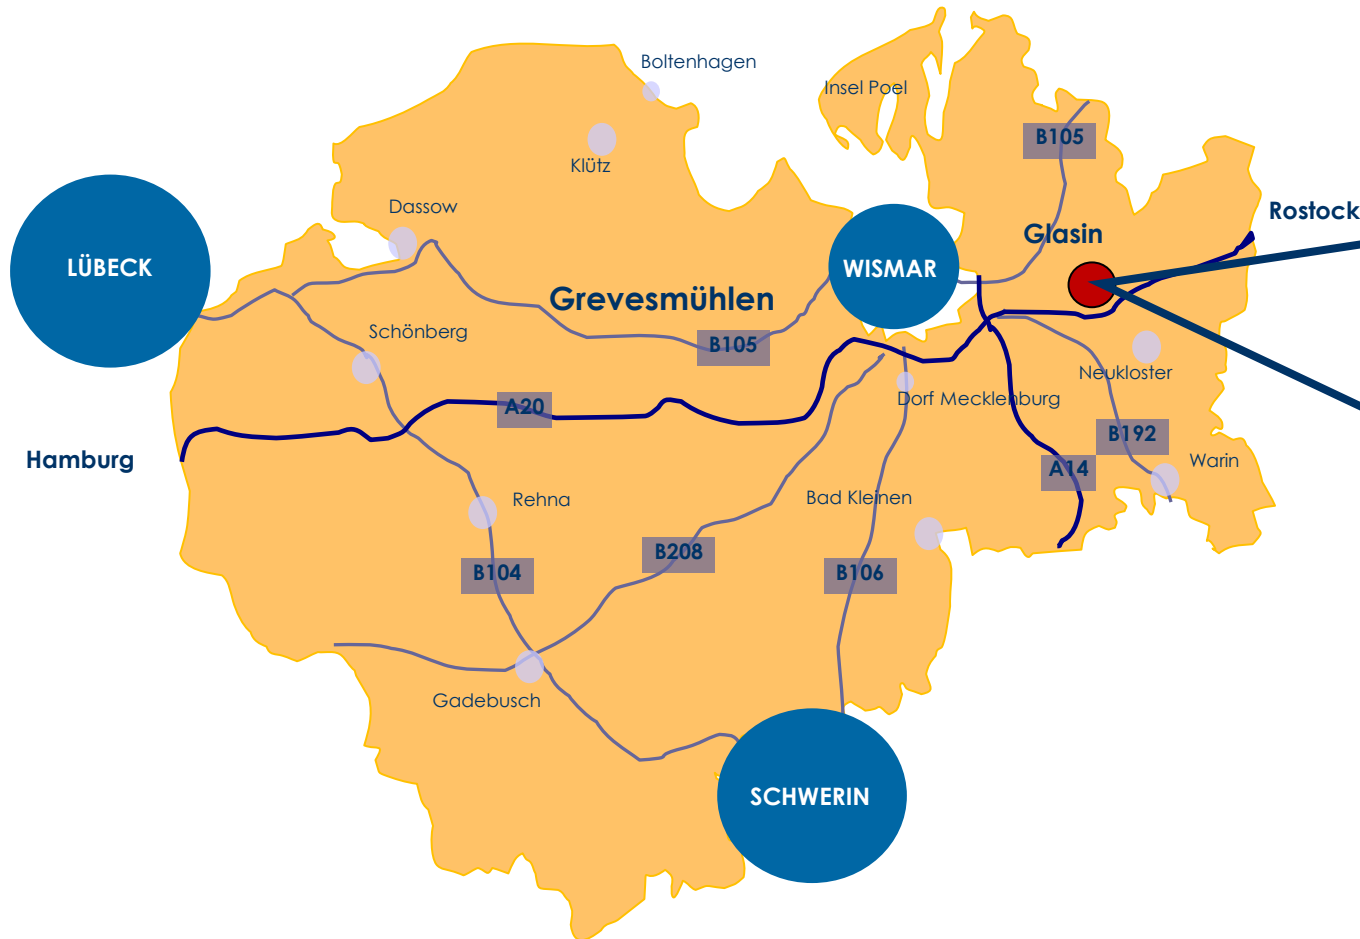 Boltenhagen
Insel Poel
B105
Klütz
Dassow
Rostock
Glasin
LÜBECK
WISMAR
Grevesmühlen
Schönberg
B105
Neukloster
Dorf Mecklenburg
A20
B192
Hamburg
Warin
A14
Rehna
Bad Kleinen
B208
B104
B106
Gadebusch
SCHWERIN